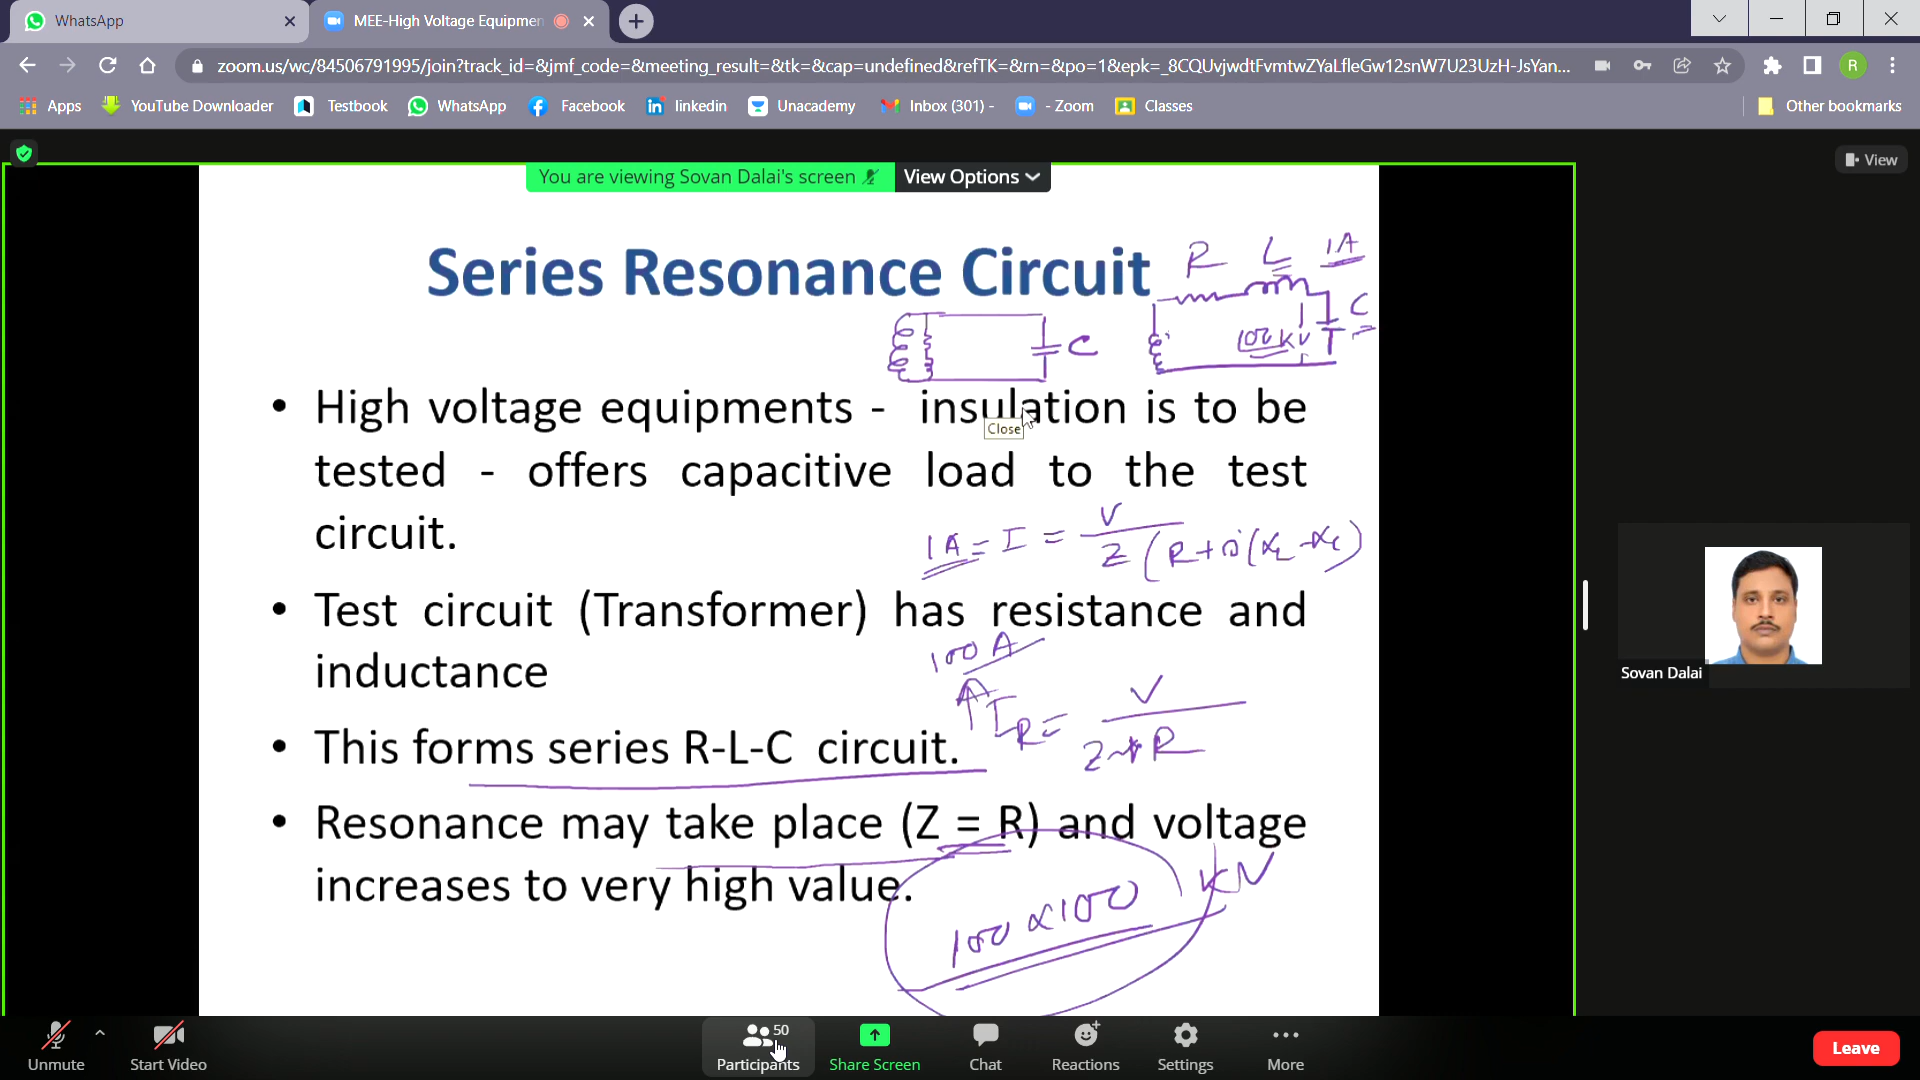 WhatsApp
MEE-High Voltage Equipmen
zoom.us/wc/84506791995/join?track_id=&jmf_code=&meeting_result=&tk=&cap=undefined&refTK=&rn=&po=1&epk=_8CQUvjwdtFvmtwZYaLfleGw12snW7U23UzH-JsYan...
R
Apps YouTube Downloader Testbook WhatsApp Facebook linkedin Unacademy Inbox (301) - - Zoom Classes Other bookmarks
View
You are viewing Sovan Dalai's screen View Options
Series Resonance Circuit
R L 1A
C
C
100 kV
• High voltage equipments - insulation is to be
Close
tested - offers capacitive load to the test
circuit.
1A = I = V
Z (R+j(XL-XC)
• Test circuit (Transformer) has resistance and
100 A
inductance
IR = V
R
• This forms series R-L-C circuit.
• Resonance may take place (Z = R) and voltage
increases to very high value.
100 x 100 kV
Sovan Dalai
Unmute
Start Video
50
Participants
Share Screen
Chat
Reactions
Settings
More
Leave